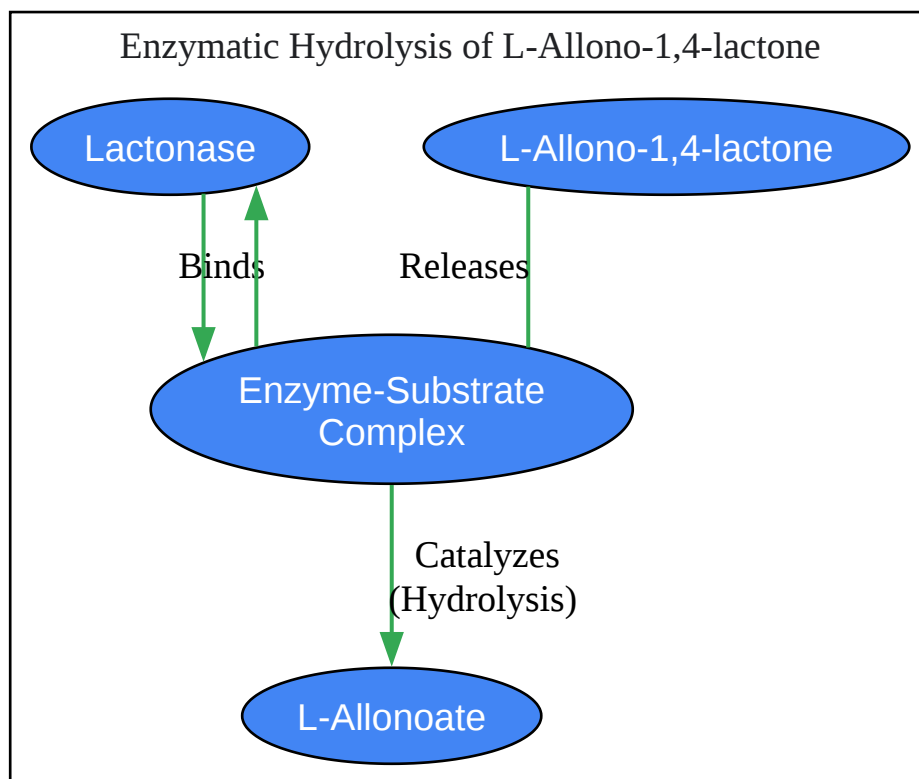 Enzymatic Hydrolysis of L-Allono-1,4-lactone
Lactonase
L-Allono-1,4-lactone
Binds
Releases
Enzyme-Substrate
Complex
Catalyzes
(Hydrolysis)
L-Allonoate